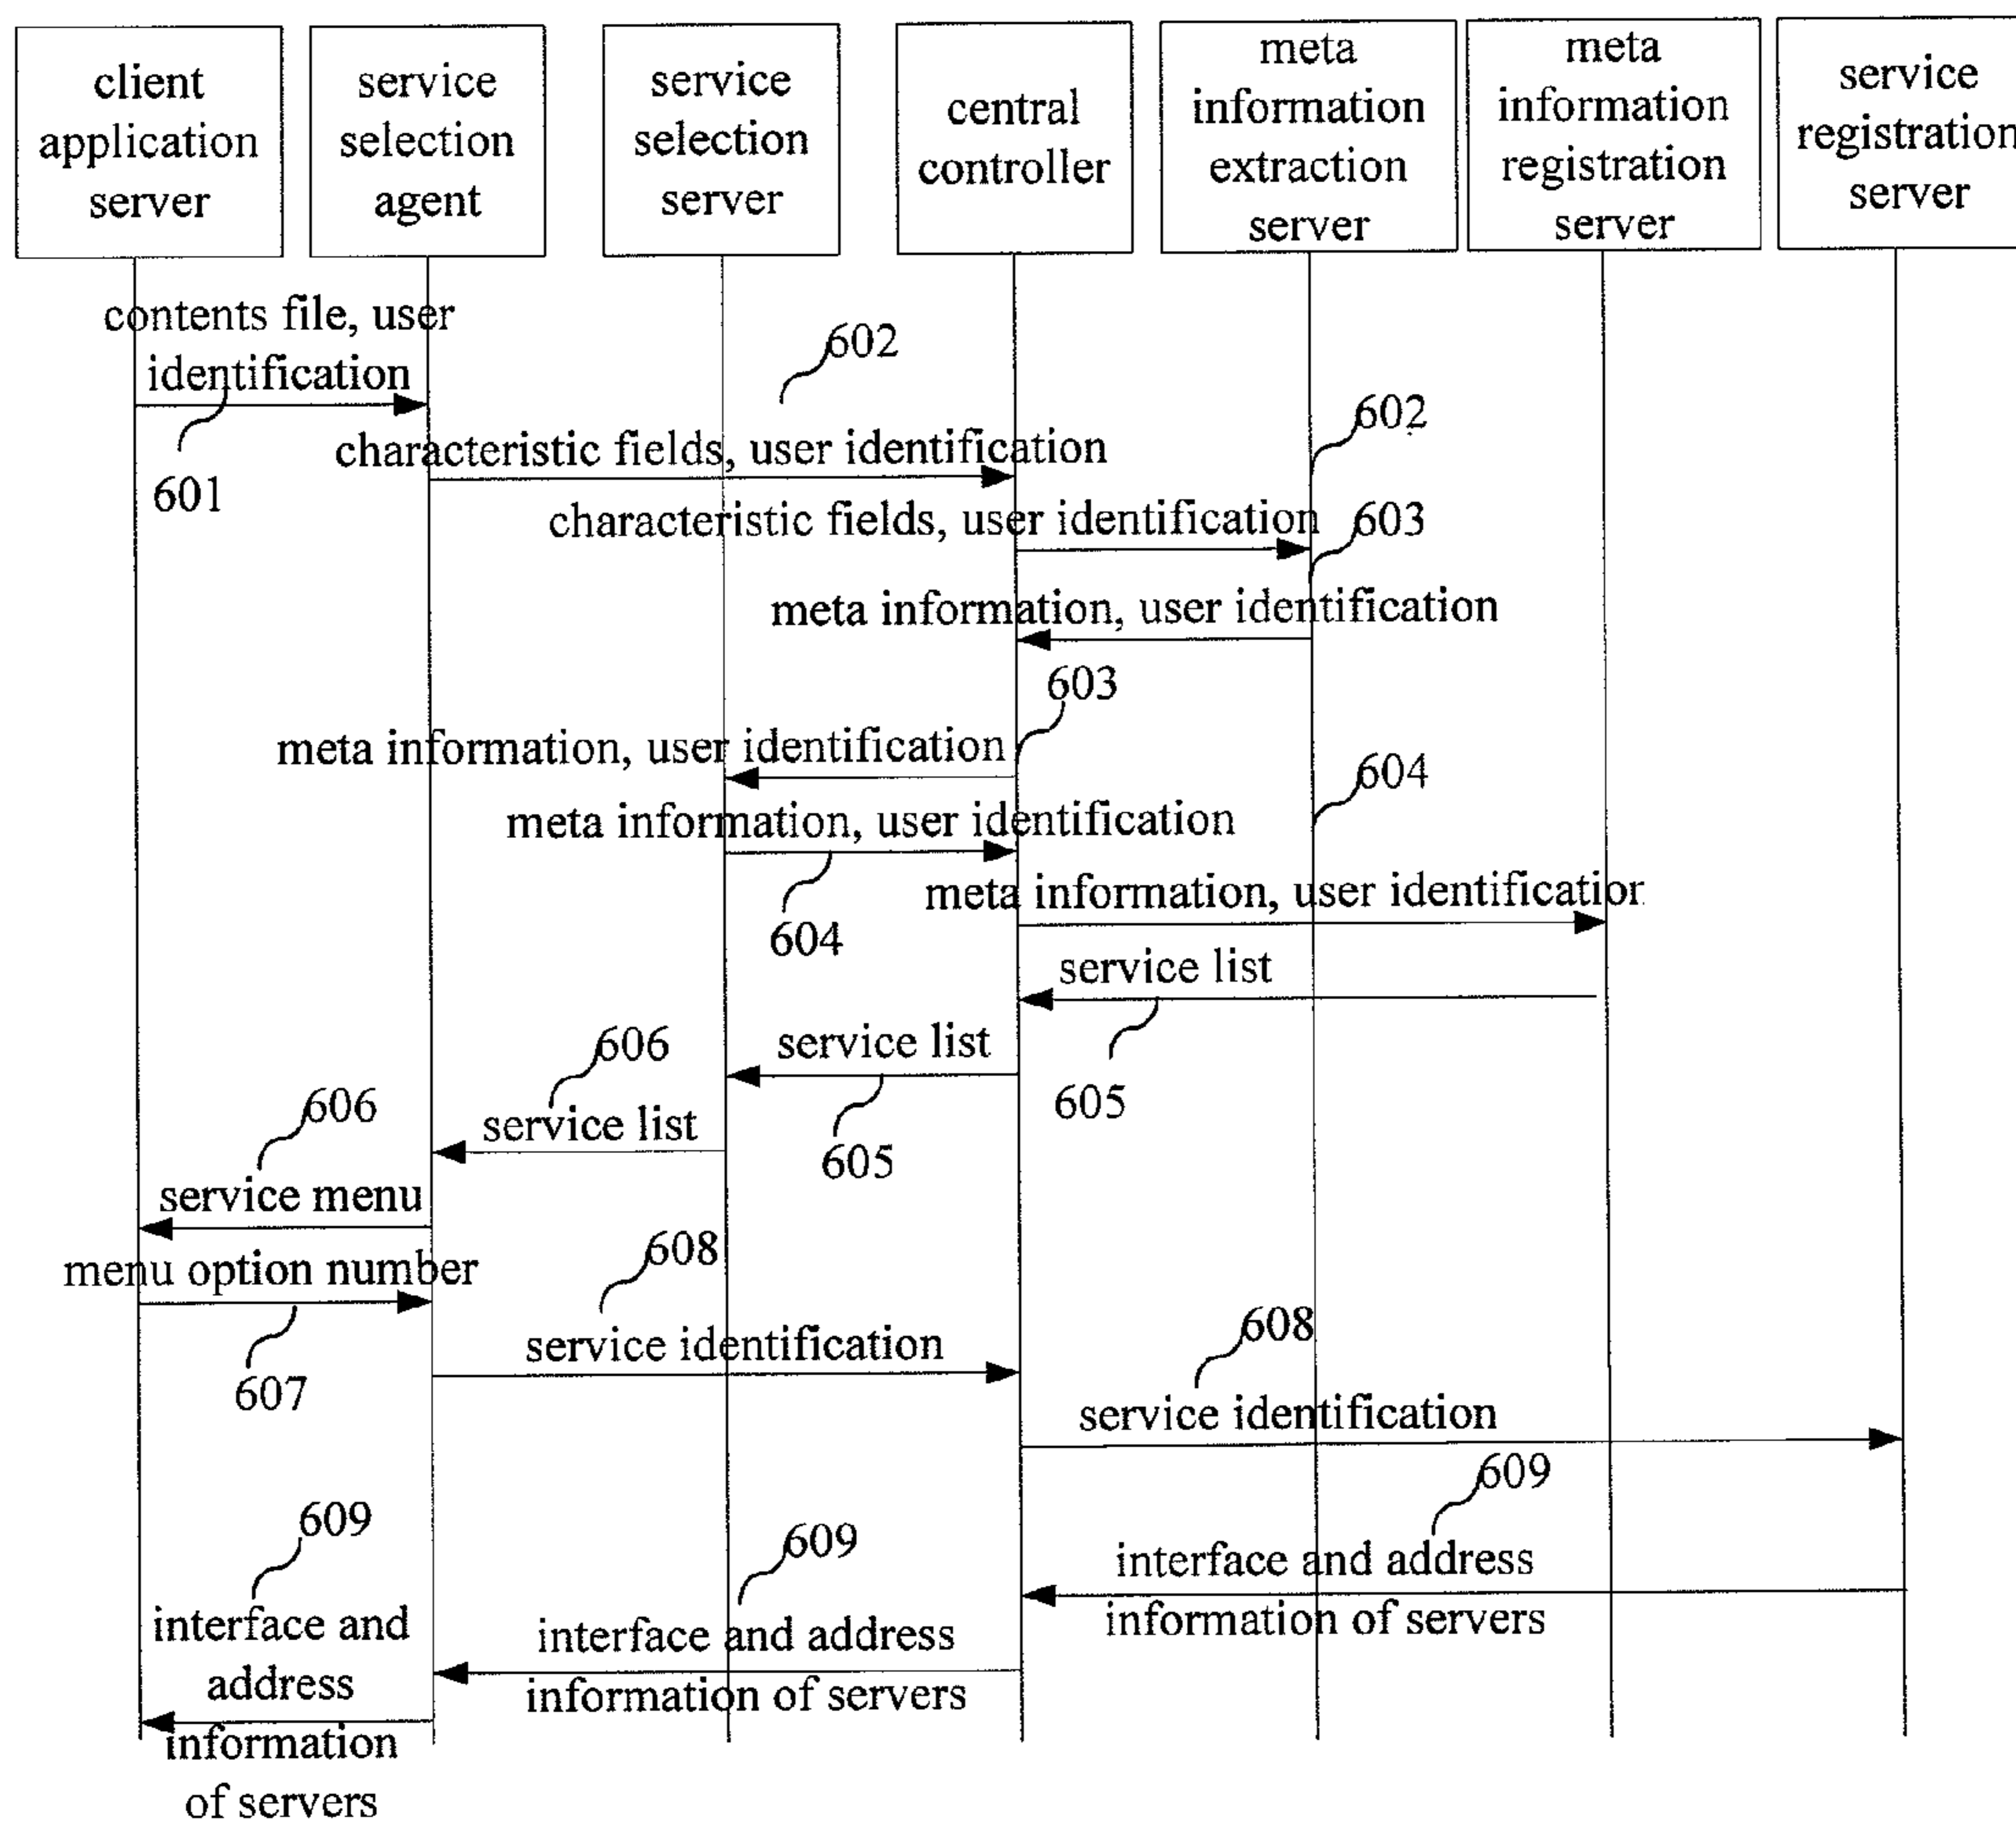 client
application
server
service
selection
agent
service
selection
server
central
controller
meta
information
extraction
server
meta
information
registration
server
service
registration
server
contents file, user
identification
601
602
characteristic fields, user identification
602
characteristic fields, user identification
603
meta information, user identification
603
meta information, user identification
604
meta information, user identification
604
meta information, user identification
service list
605
service list
605
606
service list
606
service menu
menu option number
607
608
service identification
608
service identification
609
interface and address
information of servers
609
interface and address
information of servers
609
interface and
address
information
of servers